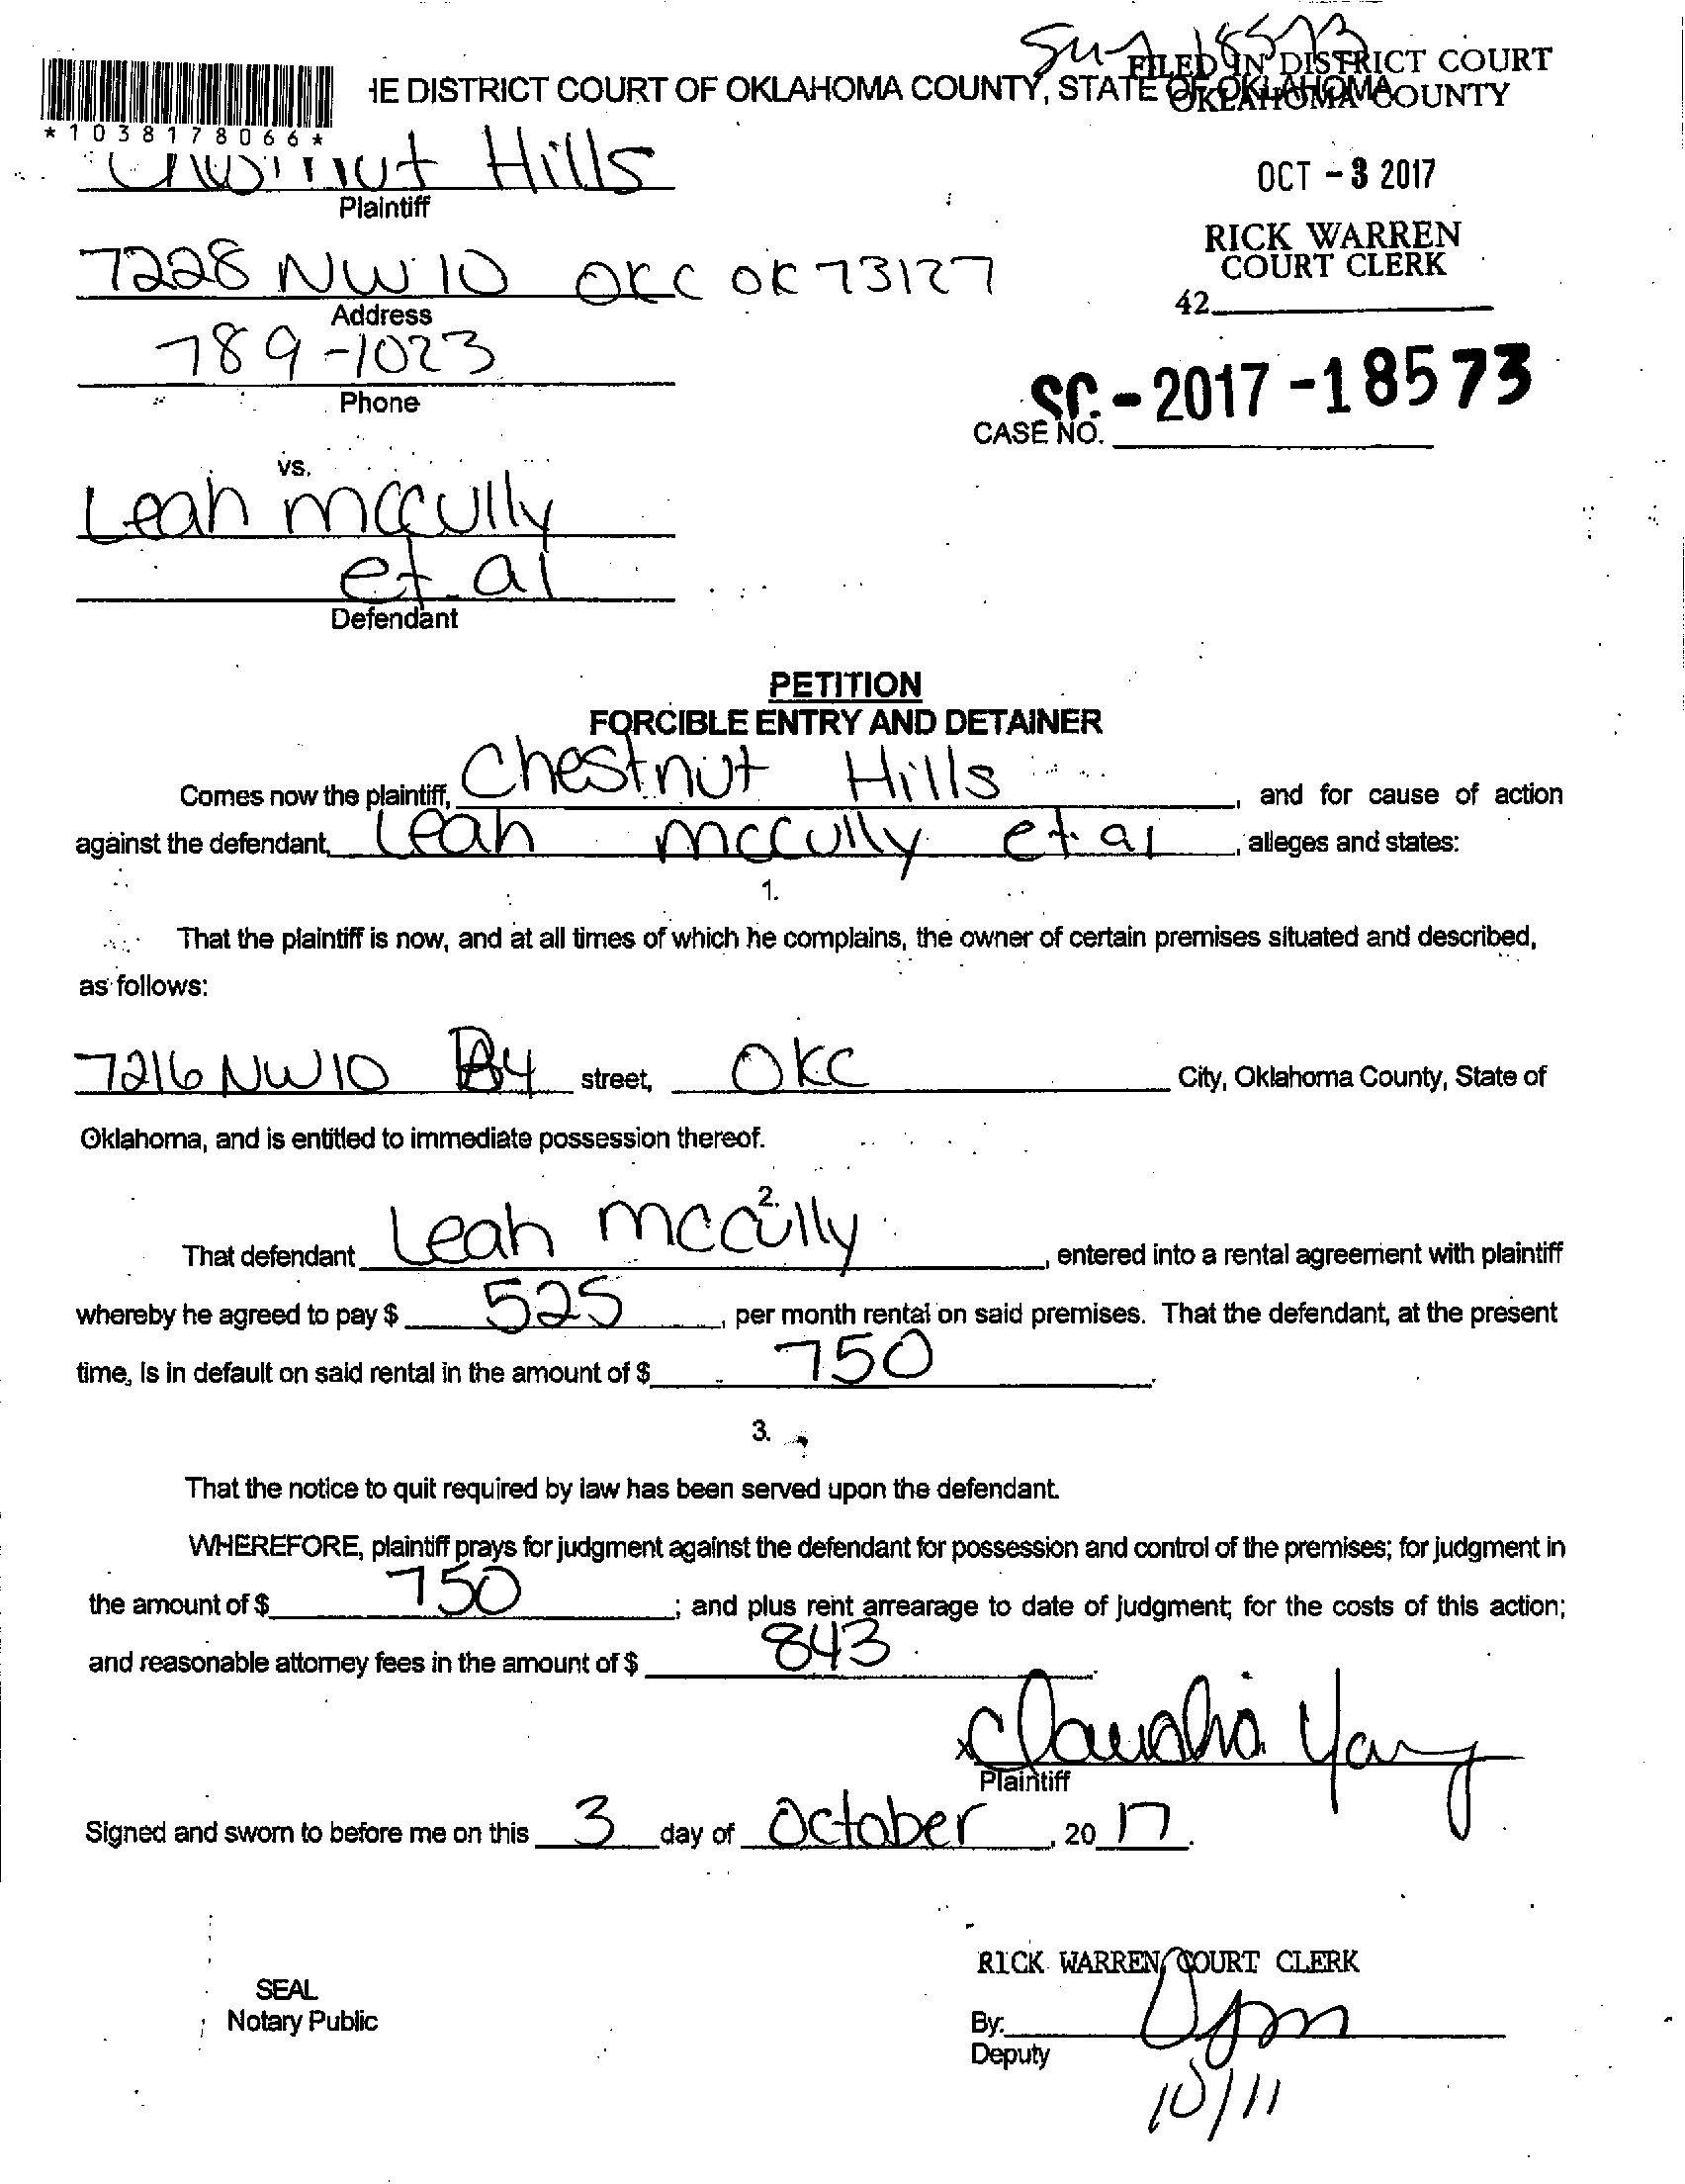 FILED IN DISTRICT COURT
OKLAHOMA COUNTY
HE DISTRICT COURT OF OKLAHOMA COUNTY, STATE OF OKLAHOMA
*1038178066*
Hills
Plaintiff
OCT - 3 2017
RICK WARREN
COURT CLERK
42
7228 NW 10 OKC OK 73127
Address
789-1023
Phone
SC - 2017 - 18573
CASE NO.
vs.
Leah mccully
et. al
Defendant
PETITION
FORCIBLE ENTRY AND DETAINER
Comes now the plaintiff, Chestnut Hills, and for cause of action
against the defendant, Leah mccully et. al, alleges and states:
1.
That the plaintiff is now, and at all times of which he complains, the owner of certain premises situated and described,
as follows:
7216 NW 10 B4 street, OKC City, Oklahoma County, State of
Oklahoma, and is entitled to immediate possession thereof.
2.
That defendant Leah mccully, entered into a rental agreement with plaintiff
whereby he agreed to pay $ 525, per month rental on said premises. That the defendant, at the present
time, is in default on said rental in the amount of $ 750.
3.
That the notice to quit required by law has been served upon the defendant.
WHEREFORE, plaintiff prays for judgment against the defendant for possession and control of the premises; for judgment in
the amount of $ 750; and plus rent arrearage to date of judgment; for the costs of this action;
and reasonable attorney fees in the amount of $ 843.
x Claudia
Plaintiff
Signed and sworn to before me on this 3 day of October, 20 17.
RICK WARREN, COURT CLERK
SEAL
Notary Public
By:
Deputy
10/11